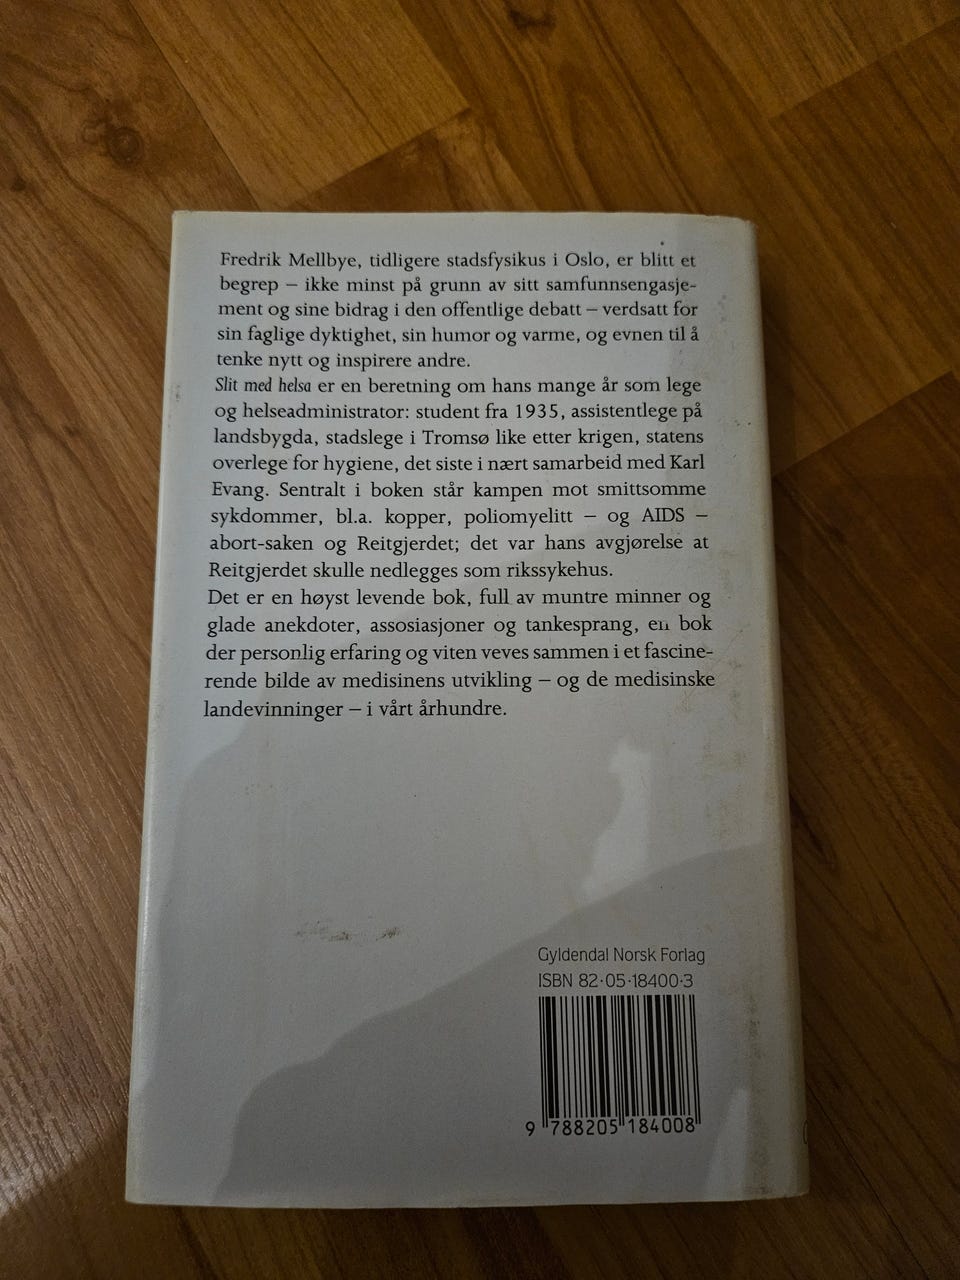 Fredrik Mellbye, tidligere stadsfysikus i Oslo, er blitt et
begrep – ikke minst på grunn av sitt samfunnsengasje-
ment og sine bidrag i den offentlige debatt – verdsatt for
sin faglige dyktighet, sin humor og varme, og evnen til å
tenke nytt og inspirere andre.
Slit med helsa er en beretning om hans mange år som lege
og helseadministrator: student fra 1935, assistentlege på
landsbygda, stadslege i Tromsø like etter krigen, statens
overlege for hygiene, det siste i nært samarbeid med Karl
Evang. Sentralt i boken står kampen mot smittsomme
sykdommer, bl.a. kopper, poliomyelitt – og AIDS –
abort-saken og Reitgjerdet; det var hans avgjørelse at
Reitgjerdet skulle nedlegges som rikssykehus.
Det er en høyst levende bok, full av muntre minner og
glade anekdoter, assosiasjoner og tankesprang, en bok
der personlig erfaring og viten veves sammen i et fascine-
rende bilde av medisinens utvikling – og de medisinske
landevinninger – i vårt århundre.
Gyldendal Norsk Forlag
ISBN 82·05·18400·3
9 788205 184008